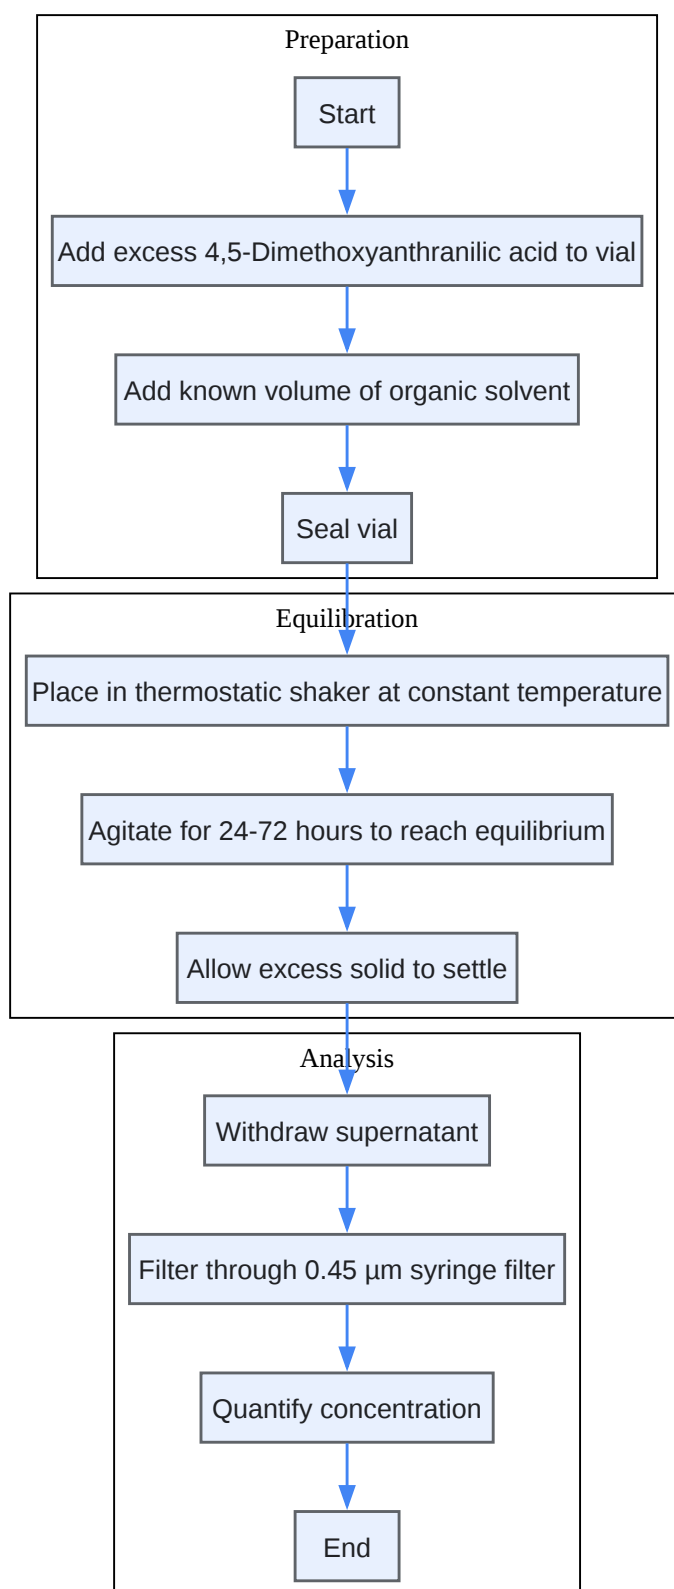 Preparation
Start
Add excess 4,5-Dimethoxyanthranilic acid to vial
Add known volume of organic solvent
Seal vial
Equilibration
Place in thermostatic shaker at constant temperature
Agitate for 24-72 hours to reach equilibrium
Allow excess solid to settle
Analysis
Withdraw supernatant
Filter through 0.45 µm syringe filter
Quantify concentration
End